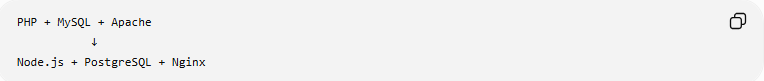 PHP + MySQL + Apache
↓
Node.js + PostgreSQL + Nginx